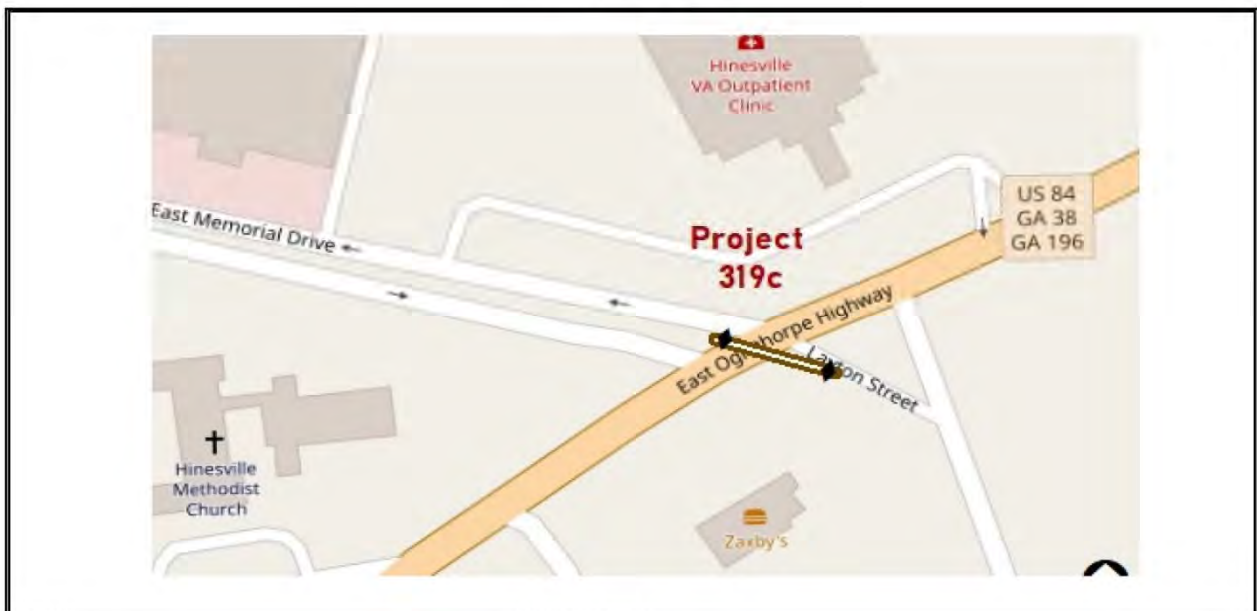 Hinesville
VA Outpatient
Clinic
US 84
GA 38
GA 196
East Memorial Drive
Project
319c
East Oglethorpe Highway
Layton Street
Hinesville
Methodist
Church
Zaxby's